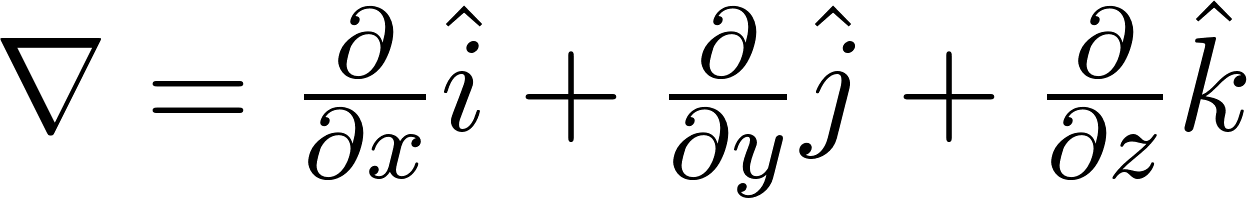 ∇ = ∂/∂x î + ∂/∂y ĵ + ∂/∂z k̂